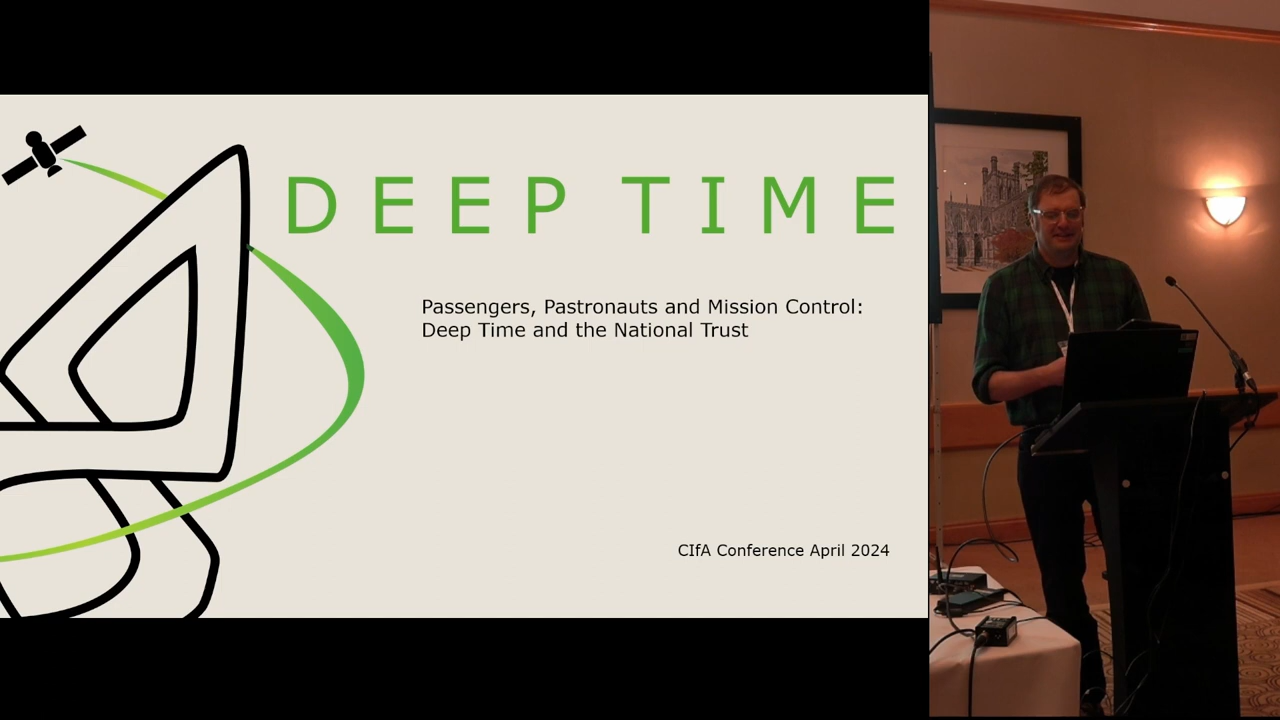 DEEP TIME
Passengers, Pastronauts and Mission Control:
Deep Time and the National Trust
CIfA Conference April 2024